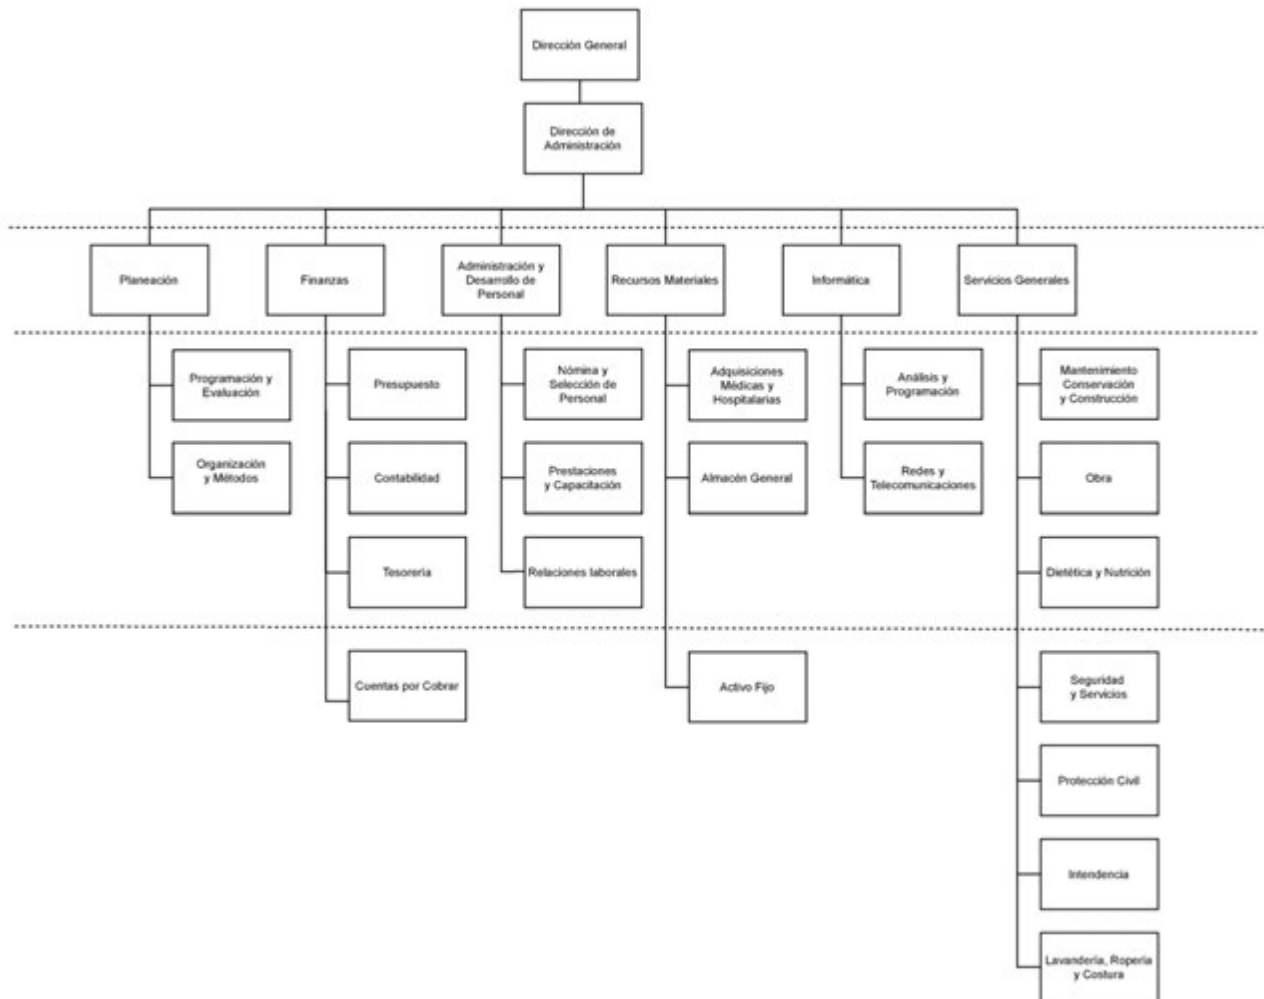 Dirección General
Dirección de
Administración
Planeación
Finanzas
Administración y
Desarrollo de
Personal
Recursos Materiales
Informática
Servicios Generales
Programación y
Evaluación
Presupuesto
Nómina y
Selección de
Personal
Adquisiciones
Médicas y
Hospitalarias
Análisis y
Programación
Mantenimiento
Conservación
y Construcción
Organización
y Métodos
Contabilidad
Prestaciones
y Capacitación
Almacén General
Redes y
Telecomunicaciones
Obra
Tesorería
Relaciones laborales
Dietética y Nutrición
Cuentas por Cobrar
Activo Fijo
Seguridad
y Servicios
Protección Civil
Intendencia
Lavandería, Ropería
y Costura